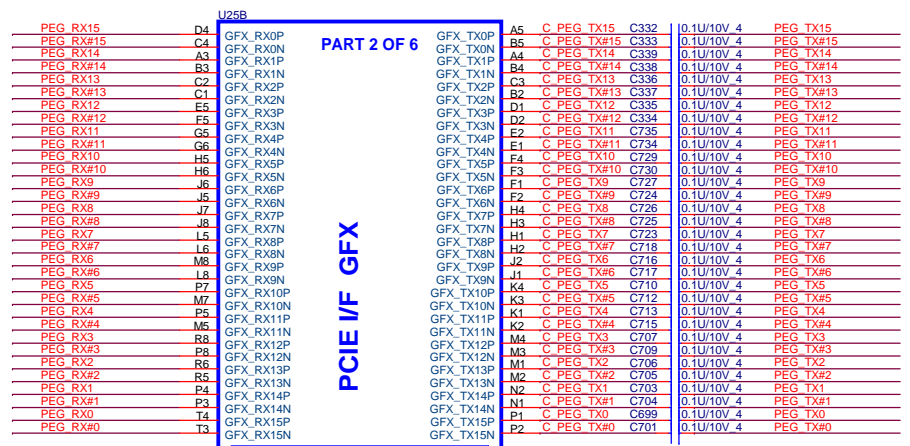 U25B
PART 2 OF 6
PCIE I/F GFX
PEG_RX15 D4 GFX_RX0P GFX_TX0P A5 C_PEG_TX15 C332 0.1U/10V_4 PEG_TX15
PEG_RX#15 C4 GFX_RX0N GFX_TX0N B5 C_PEG_TX#15 C333 0.1U/10V_4 PEG_TX#15
PEG_RX14 A3 GFX_RX1P GFX_TX1P A4 C_PEG_TX14 C339 0.1U/10V_4 PEG_TX14
PEG_RX#14 B3 GFX_RX1N GFX_TX1N B4 C_PEG_TX#14 C338 0.1U/10V_4 PEG_TX#14
PEG_RX13 C2 GFX_RX2P GFX_TX2P C3 C_PEG_TX13 C336 0.1U/10V_4 PEG_TX13
PEG_RX#13 C1 GFX_RX2N GFX_TX2N B2 C_PEG_TX#13 C337 0.1U/10V_4 PEG_TX#13
PEG_RX12 E5 GFX_RX3P GFX_TX3P D1 C_PEG_TX12 C335 0.1U/10V_4 PEG_TX12
PEG_RX#12 F5 GFX_RX3N GFX_TX3N D2 C_PEG_TX#12 C334 0.1U/10V_4 PEG_TX#12
PEG_RX11 G5 GFX_RX4P GFX_TX4P E2 C_PEG_TX11 C735 0.1U/10V_4 PEG_TX11
PEG_RX#11 G6 GFX_RX4N GFX_TX4N E1 C_PEG_TX#11 C734 0.1U/10V_4 PEG_TX#11
PEG_RX10 H5 GFX_RX5P GFX_TX5P F4 C_PEG_TX10 C729 0.1U/10V_4 PEG_TX10
PEG_RX#10 H6 GFX_RX5N GFX_TX5N F3 C_PEG_TX#10 C730 0.1U/10V_4 PEG_TX#10
PEG_RX9 J6 GFX_RX6P GFX_TX6P F1 C_PEG_TX9 C727 0.1U/10V_4 PEG_TX9
PEG_RX#9 J5 GFX_RX6N GFX_TX6N F2 C_PEG_TX#9 C724 0.1U/10V_4 PEG_TX#9
PEG_RX8 J7 GFX_RX7P GFX_TX7P H4 C_PEG_TX8 C726 0.1U/10V_4 PEG_TX8
PEG_RX#8 J8 GFX_RX7N GFX_TX7N H3 C_PEG_TX#8 C725 0.1U/10V_4 PEG_TX#8
PEG_RX7 L5 GFX_RX8P GFX_TX8P H1 C_PEG_TX7 C723 0.1U/10V_4 PEG_TX7
PEG_RX#7 L6 GFX_RX8N GFX_TX8N H2 C_PEG_TX#7 C718 0.1U/10V_4 PEG_TX#7
PEG_RX6 M8 GFX_RX9P GFX_TX9P J2 C_PEG_TX6 C716 0.1U/10V_4 PEG_TX6
PEG_RX#6 L8 GFX_RX9N GFX_TX9N J1 C_PEG_TX#6 C717 0.1U/10V_4 PEG_TX#6
PEG_RX5 P7 GFX_RX10P GFX_TX10P K4 C_PEG_TX5 C710 0.1U/10V_4 PEG_TX5
PEG_RX#5 M7 GFX_RX10N GFX_TX10N K3 C_PEG_TX#5 C712 0.1U/10V_4 PEG_TX#5
PEG_RX4 P5 GFX_RX11P GFX_TX11P K1 C_PEG_TX4 C713 0.1U/10V_4 PEG_TX4
PEG_RX#4 M5 GFX_RX11N GFX_TX11N K2 C_PEG_TX#4 C715 0.1U/10V_4 PEG_TX#4
PEG_RX3 R8 GFX_RX12P GFX_TX12P M4 C_PEG_TX3 C707 0.1U/10V_4 PEG_TX3
PEG_RX#3 P8 GFX_RX12N GFX_TX12N M3 C_PEG_TX#3 C709 0.1U/10V_4 PEG_TX#3
PEG_RX2 R6 GFX_RX13P GFX_TX13P M1 C_PEG_TX2 C706 0.1U/10V_4 PEG_TX2
PEG_RX#2 R5 GFX_RX13N GFX_TX13N M2 C_PEG_TX#2 C705 0.1U/10V_4 PEG_TX#2
PEG_RX1 P4 GFX_RX14P GFX_TX14P N2 C_PEG_TX1 C703 0.1U/10V_4 PEG_TX1
PEG_RX#1 P3 GFX_RX14N GFX_TX14N N1 C_PEG_TX#1 C704 0.1U/10V_4 PEG_TX#1
PEG_RX0 T4 GFX_RX15P GFX_TX15P P1 C_PEG_TX0 C699 0.1U/10V_4 PEG_TX0
PEG_RX#0 T3 GFX_RX15N GFX_TX15N P2 C_PEG_TX#0 C701 0.1U/10V_4 PEG_TX#0